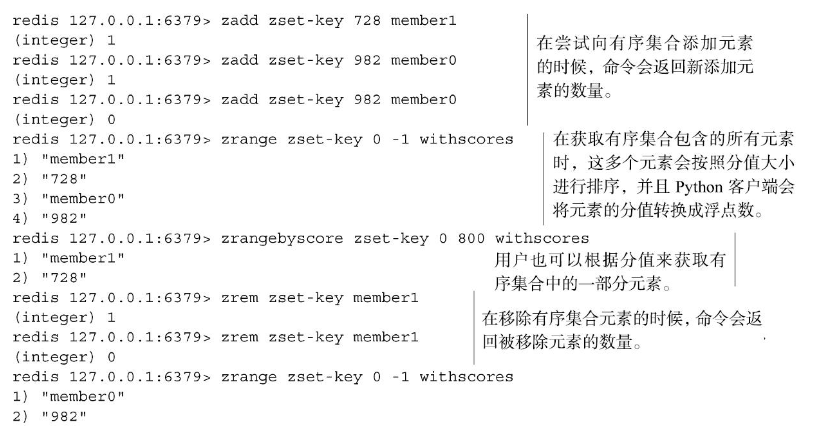 redis 127.0.0.1:6379> zadd zset-key 728 member1
(integer) 1
redis 127.0.0.1:6379> zadd zset-key 982 member0
(integer) 1
redis 127.0.0.1:6379> zadd zset-key 982 member0
(integer) 0
在尝试向有序集合添加元素
的时候，命令会返回新添加元
素的数量。
redis 127.0.0.1:6379> zrange zset-key 0 -1 withscores
1) "member1"
2) "728"
3) "member0"
4) "982"
在获取有序集合包含的所有元素
时，这多个元素会按照分值大小
进行排序，并且 Python 客户端会
将元素的分值转换成浮点数。
redis 127.0.0.1:6379> zrangebyscore zset-key 0 800 withscores
1) "member1"
2) "728"
用户也可以根据分值来获取有
序集合中的一部分元素。
redis 127.0.0.1:6379> zrem zset-key member1
(integer) 1
redis 127.0.0.1:6379> zrem zset-key member1
(integer) 0
在移除有序集合元素的时候，命令会返
回被移除元素的数量。
redis 127.0.0.1:6379> zrange zset-key 0 -1 withscores
1) "member0"
2) "982"